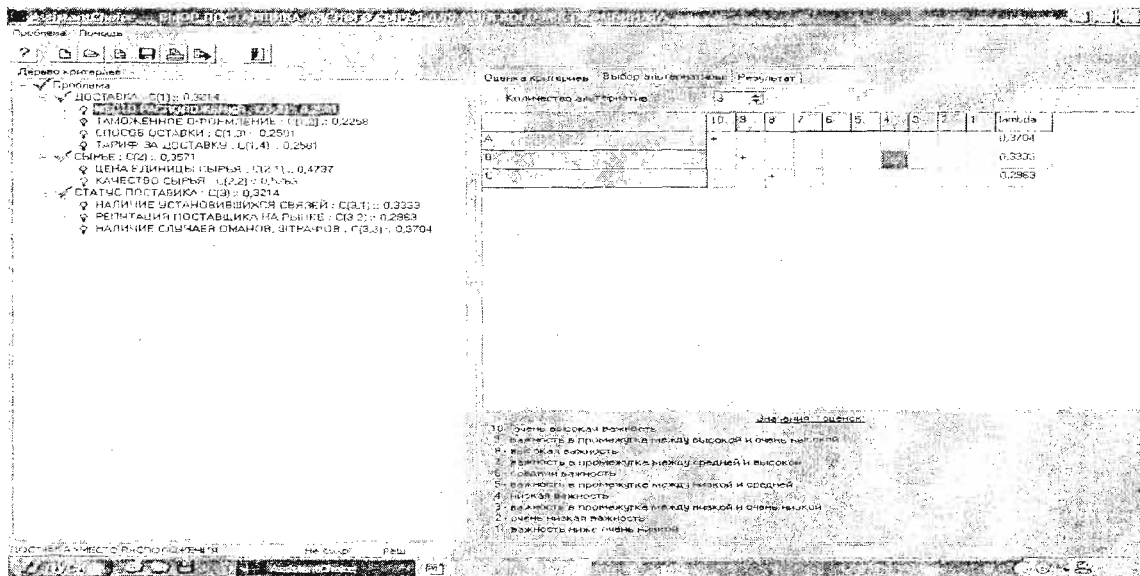 AssistantChoice
Проблема Помощь
Дерево критериев
Проблема
ДОСТАВКА : C(1) :: 0,3214
ТАМОЖЕННОЕ ОФОРМЛЕНИЕ : C(1,2) :: 0,2258
СПОСОБ ОСТАВКИ : C(1,3) :: 0,2581
ТАРИФ ЗА ДОСТАВКУ : C(1,4) :: 0,2581
СЫРЬЕ : C(2) :: 0,3571
ЦЕНА ЕДИНИЦЫ СЫРЬЯ : C(2,1) :: 0,4737
КАЧЕСТВО СЫРЬЯ : C(2,2) ::
СТАТУС ПОСТАВИКА : C(3) :: 0,3214
НАЛИЧИЕ УСТАНОВИВШИХСЯ СВЯЗЕЙ : C(3,1) :: 0,3333
РЕПУТАЦИЯ ПОСТАВЩИКА НА РЫНКЕ : C(3,2) :: 0,2963
НАЛИЧИЕ СЛУЧАЕВ ОМАНОВ, ШТРАФОВ : C(3,3) :: 0,3704
Оценка критериев Выбор альтернативы Результат
Количество альтернатив 3
10 9 8 7 6 5 4 3 2 1 lambda
A + 0,3704
B + 0,3333
C + 0,2963
Значения оценок:
10 - очень высокая важность
9 - важность в промежутке между высокой и очень высокой
8 - высокая важность
7 - важность в промежутке между средней и высокой
6 - средняя важность
5 - важность в промежутке между низкой и средней
4 - низкая важность
3 - важность в промежутке между низкой и очень низкой
2 - очень низкая важность
1 - важность ниже очень низкой
ДОСТАВКА\МЕСТО РАСПОЛОЖЕНИЯ